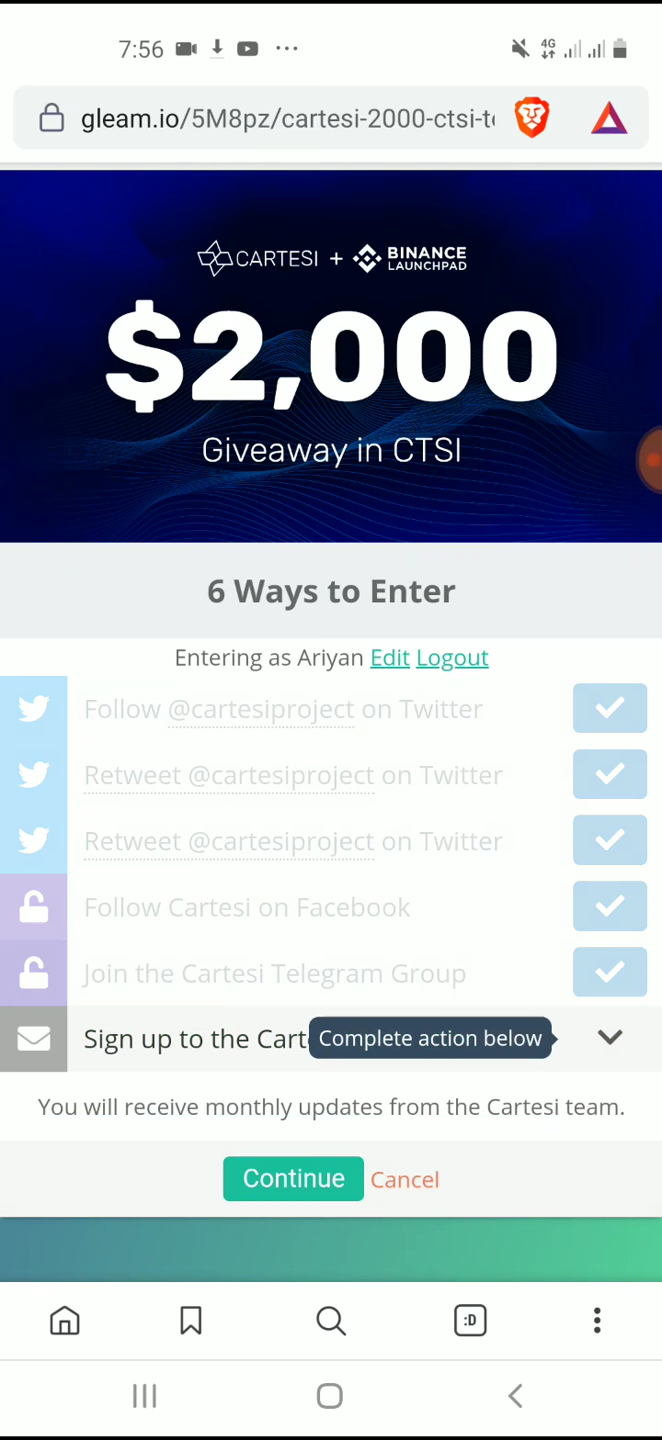 7:56
4G
gleam.io/5M8pz/cartesi-2000-ctsi-t
CARTESI + BINANCE LAUNCHPAD
$2,000
Giveaway in CTSI
6 Ways to Enter
Entering as Ariyan Edit Logout
Follow @cartesiproject on Twitter
Retweet @cartesiproject on Twitter
Retweet @cartesiproject on Twitter
Follow Cartesi on Facebook
Join the Cartesi Telegram Group
Sign up to the Cart Complete action below
You will receive monthly updates from the Cartesi team.
Continue Cancel
:D